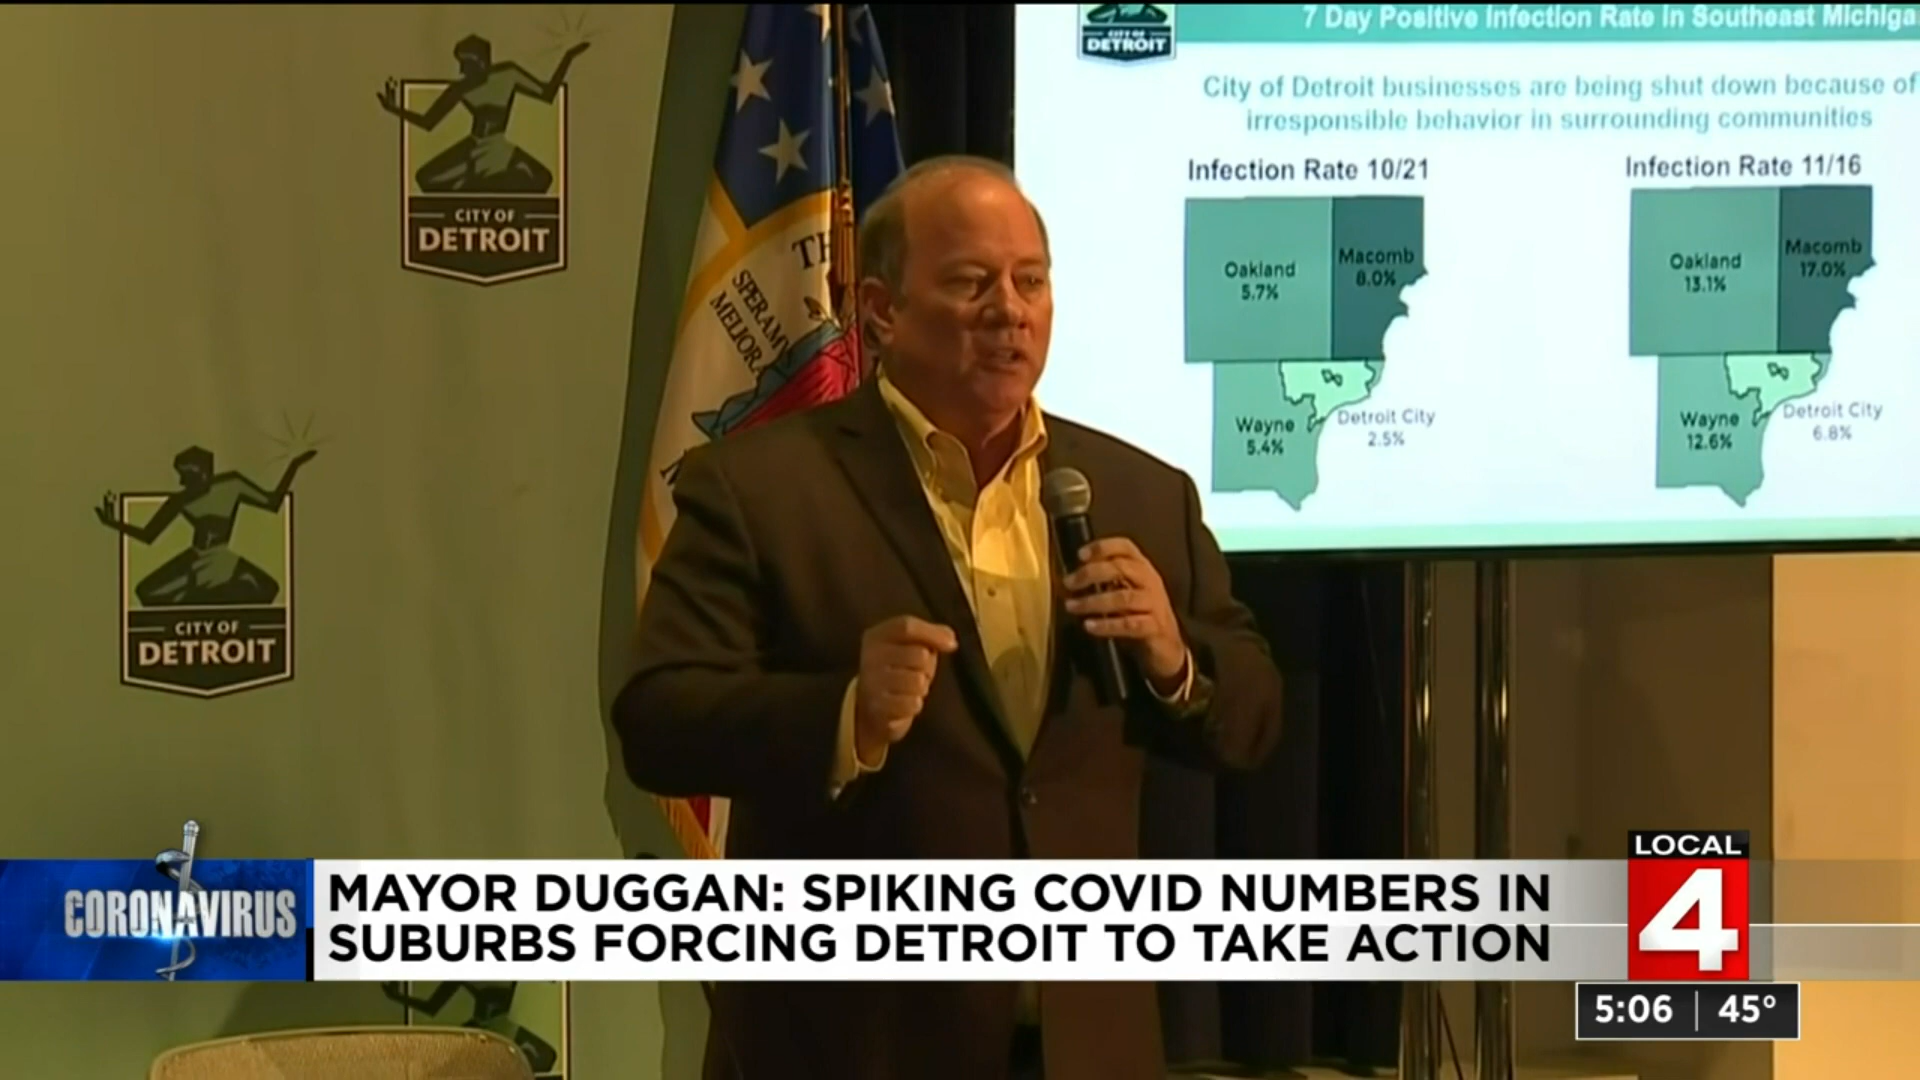 CITY OF
DETROIT
7 Day Positive Infection Rate in Southeast Michiga
City of Detroit businesses are being shut down because of
irresponsible behavior in surrounding communities
Infection Rate 10/21
Infection Rate 11/16
Oakland
5.7%
Macomb
8.0%
Wayne
5.4%
Detroit City
2.5%
Oakland
13.1%
Macomb
17.0%
Wayne
12.6%
Detroit City
6.8%
CITY OF
DETROIT
TH
SPERAM
MELIOR
CITY OF
DETROIT
CORONAVIRUS
MAYOR DUGGAN: SPIKING COVID NUMBERS IN
SUBURBS FORCING DETROIT TO TAKE ACTION
LOCAL
4
5:06 45°